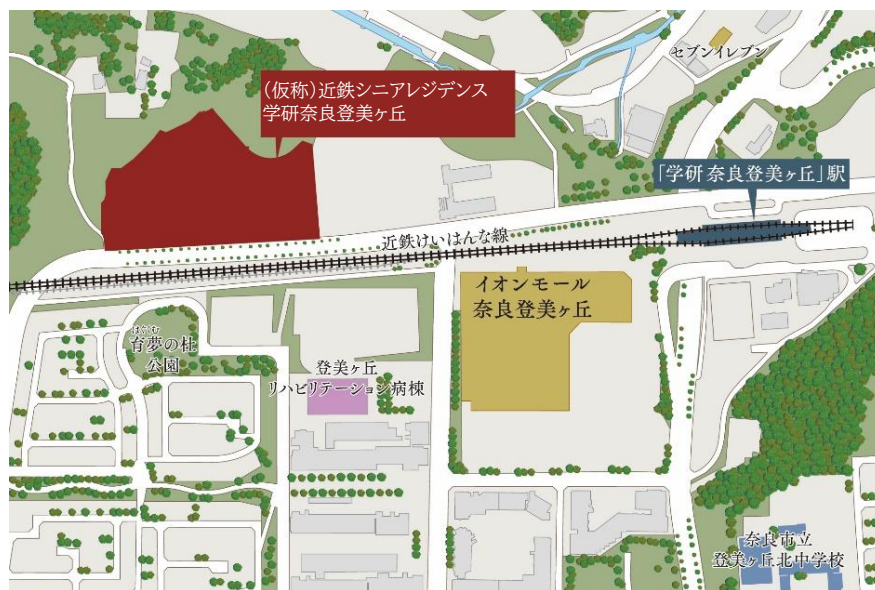 セブンイレブン
（仮称）近鉄シニアレジデンス
学研奈良登美ヶ丘
「学研 奈良登美ヶ丘」駅
近鉄けいはんな線
イオンモール
奈良登美ヶ丘
はぐくむ
育夢の杜
公園
登美ヶ丘
リハビリテーション病棟
奈良市立
登美ヶ丘北中学校